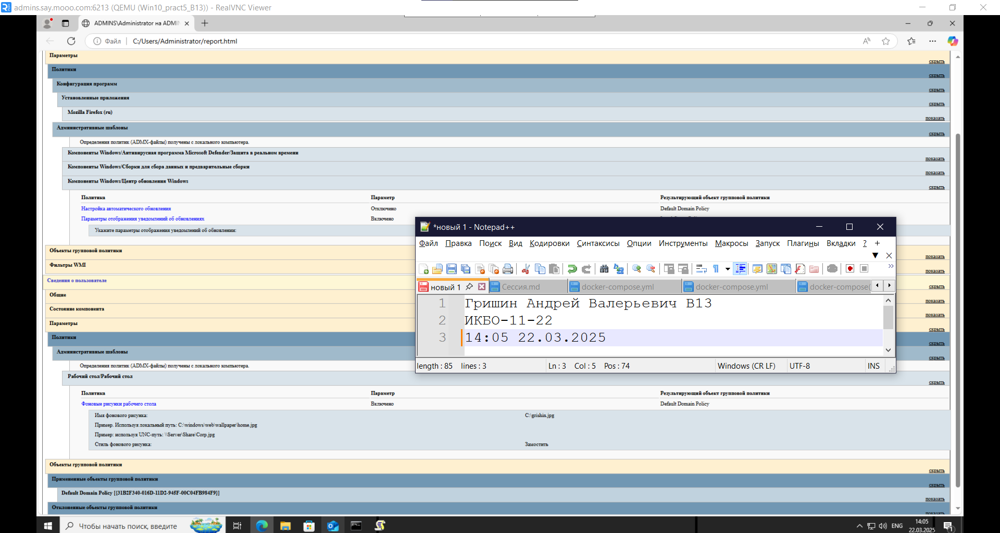 admins.say.mooo.com:6213 (QEMU (Win10_pract5_B13)) - RealVNC Viewer
ADMINS\Administrator на ADMIN
Файл C:/Users/Administrator/report.html
Параметры
скрыть
Политики
скрыть
Конфигурация программ
скрыть
Установленные приложения
скрыть
Mozilla Firefox (ru)
показать
Административные шаблоны
скрыть
Определения политик (ADMX-файлы) получены с локального компьютера.
Компоненты Windows/Антивирусная программа Microsoft Defender/Защита в реальном времени
показать
Компоненты Windows/Сборки для сбора данных и предварительные сборки
показать
Компоненты Windows/Центр обновления Windows
скрыть
Политика Параметр Результирующий объект групповой политики
Настройка автоматического обновления Отключено Default Domain Policy
Параметры отображения уведомлений об обновлениях Включено
Укажите параметры отображения уведомлений об обновлении:
Объекты групповой политики
показать
Фильтры WMI
показать
Сведения о пользователе
скрыть
Общие
показать
Состояние компонента
показать
Параметры
скрыть
Политики
скрыть
Административные шаблоны
скрыть
Определения политик (ADMX-файлы) получены с локального компьютера.
Рабочий стол/Рабочий стол
скрыть
Политика Параметр Результирующий объект групповой политики
Фоновые рисунки рабочего стола Включено Default Domain Policy
Имя фонового рисунка: C:\grishin.jpg
Пример. Используя локальный путь: C:\windows\web\wallpaper\home.jpg
Пример: используя UNC-путь: \\Server\Share\Corp.jpg
Стиль фонового рисунка: Замостить
Объекты групповой политики
скрыть
Примененные объекты групповой политики
скрыть
Default Domain Policy [{31B2F340-016D-11D2-945F-00C04FB984F9}]
показать
Отклоненные объекты групповой политики
показать
*новый 1 - Notepad++
Файл Правка Поиск Вид Кодировки Синтаксисы Опции Инструменты Макросы Запуск Плагины Вкладки ? +
новый 1 Сессия.md docker-compose.yml docker-compose.yml docker-compose(
1 Гришин Андрей Валерьевич В13
2 ИКБО-11-22
3 14:05 22.03.2025
length : 85 lines : 3 Ln : 3 Col : 5 Pos : 74 Windows (CR LF) UTF-8 INS
Чтобы начать поиск, введите
ENG
14:05
22.03.2025
1